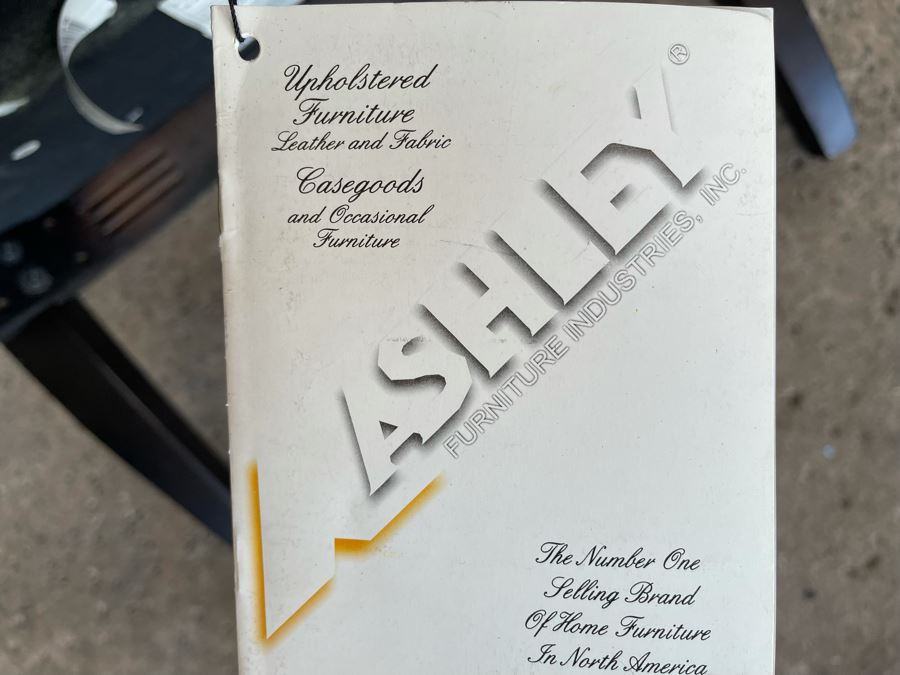 Upholstered
Furniture
Leather and Fabric
Casegoods
and Occasional
Furniture
ASHLEY®
FURNITURE INDUSTRIES, INC.
The Number One
Selling Brand
Of Home Furniture
In North America